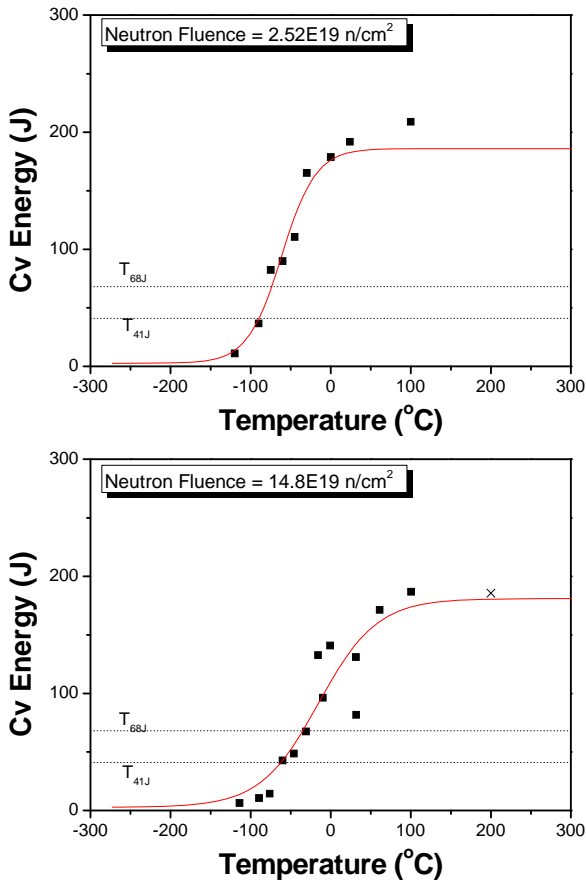 Neutron Fluence = 2.52E19 n/cm²
300
200
100
0
Cv Energy (J)
T68J
T41J
-300 -200 -100 0 100 200 300
Temperature (°C)
Neutron Fluence = 14.8E19 n/cm²
300
200
100
0
Cv Energy (J)
T68J
T41J
-300 -200 -100 0 100 200 300
Temperature (°C)